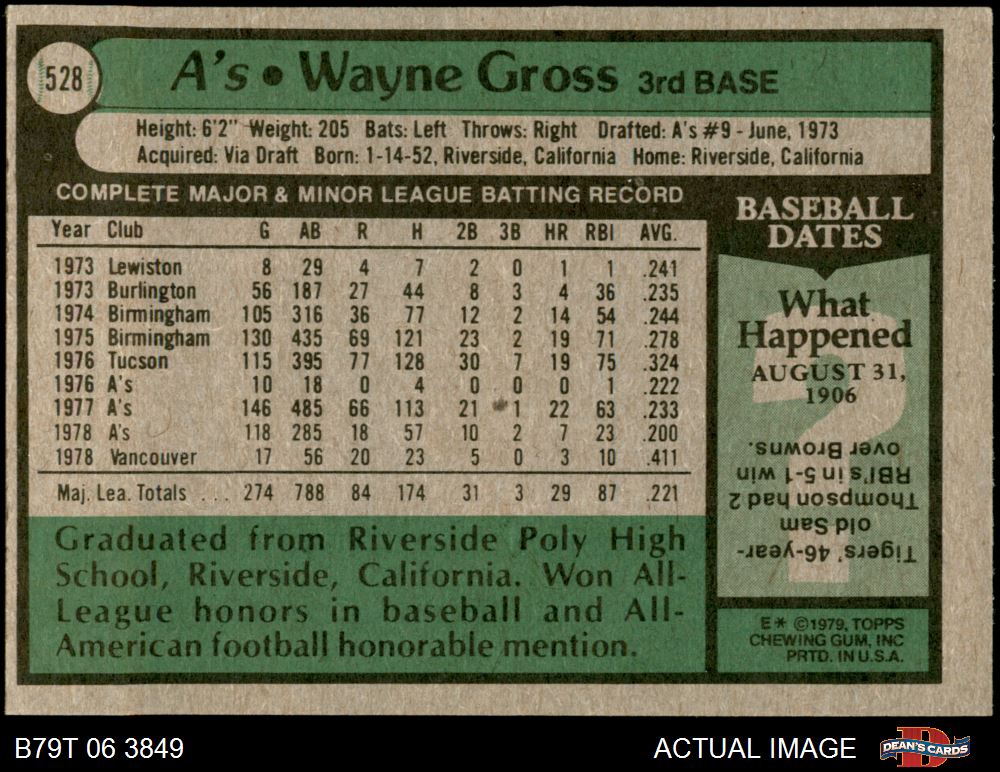 528
A's • Wayne Gross 3rd BASE
Height: 6'2" Weight: 205 Bats: Left Throws: Right Drafted: A's #9 - June, 1973
Acquired: Via Draft Born: 1-14-52, Riverside, California Home: Riverside, California
COMPLETE MAJOR & MINOR LEAGUE BATTING RECORD
Year Club G AB R H 2B 3B HR RBI AVG.
1973 Lewiston 8 29 4 7 2 0 1 1 .241
1973 Burlington 56 187 27 44 8 3 4 36 .235
1974 Birmingham 105 316 36 77 12 2 14 54 .244
1975 Birmingham 130 435 69 121 23 2 19 71 .278
1976 Tucson 115 395 77 128 30 7 19 75 .324
1976 A's 10 18 0 4 0 0 0 1 .222
1977 A's 146 485 66 113 21 1 22 63 .233
1978 A's 118 285 18 57 10 2 7 23 .200
1978 Vancouver 17 56 20 23 5 0 3 10 .411
Maj. Lea. Totals ... 274 788 84 174 31 3 29 87 .221
Graduated from Riverside Poly High
School, Riverside, California. Won All-
League honors in baseball and All-
American football honorable mention.
BASEBALL
DATES
What
Happened
AUGUST 31,
1906
Tigers' 46-year-
old Sam
Thompson had 2
RBI's in 5-1 win
over Browns.
E* ©1979, TOPPS
CHEWING GUM, INC
PRTD. IN U.S.A.
B79T 06 3849
ACTUAL IMAGE
D
DEAN'S CARDS